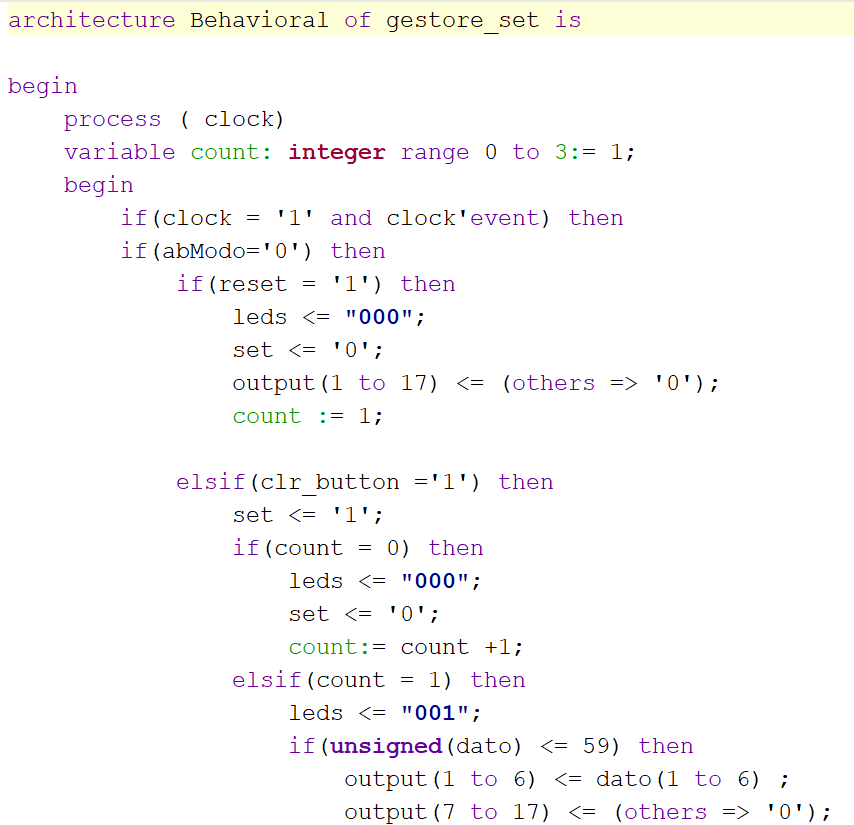 architecture Behavioral of gestore_set is
begin
process ( clock)
variable count: integer range 0 to 3:= 1;
begin
if(clock = '1' and clock'event) then
if(abModo='0') then
if(reset = '1') then
leds <= "000";
set <= '0';
output(1 to 17) <= (others => '0');
count := 1;
elsif(clr_button ='1') then
set <= '1';
if(count = 0) then
leds <= "000";
set <= '0';
count:= count +1;
elsif(count = 1) then
leds <= "001";
if(unsigned(dato) <= 59) then
output(1 to 6) <= dato(1 to 6) ;
output(7 to 17) <= (others => '0');